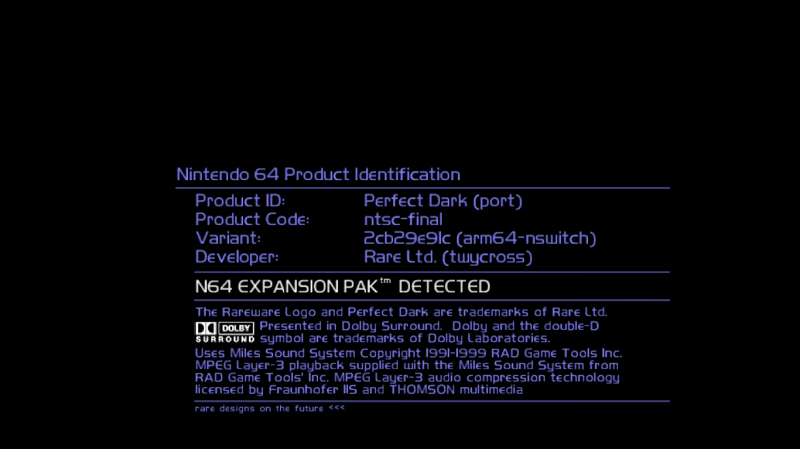 Nintendo 64 Product Identification
Product ID: Perfect Dark (port)
Product Code: ntsc-final
Variant: 2cb29e91c (arm64-nswitch)
Developer: Rare Ltd. (twycross)
N64 EXPANSION PAK™ DETECTED
The Rareware Logo and Perfect Dark are trademarks of Rare Ltd.
DOLBY SURROUND Presented in Dolby Surround. Dolby and the double-D
symbol are trademarks of Dolby Laboratories.
Uses Miles Sound System Copyright 1991-1999 RAD Game Tools Inc.
MPEG Layer-3 playback supplied with the Miles Sound System from
RAD Game Tools' Inc. MPEG Layer-3 audio compression technology
licensed by Fraunhofer IIS and THOMSON multimedia
rare designs on the future <<<